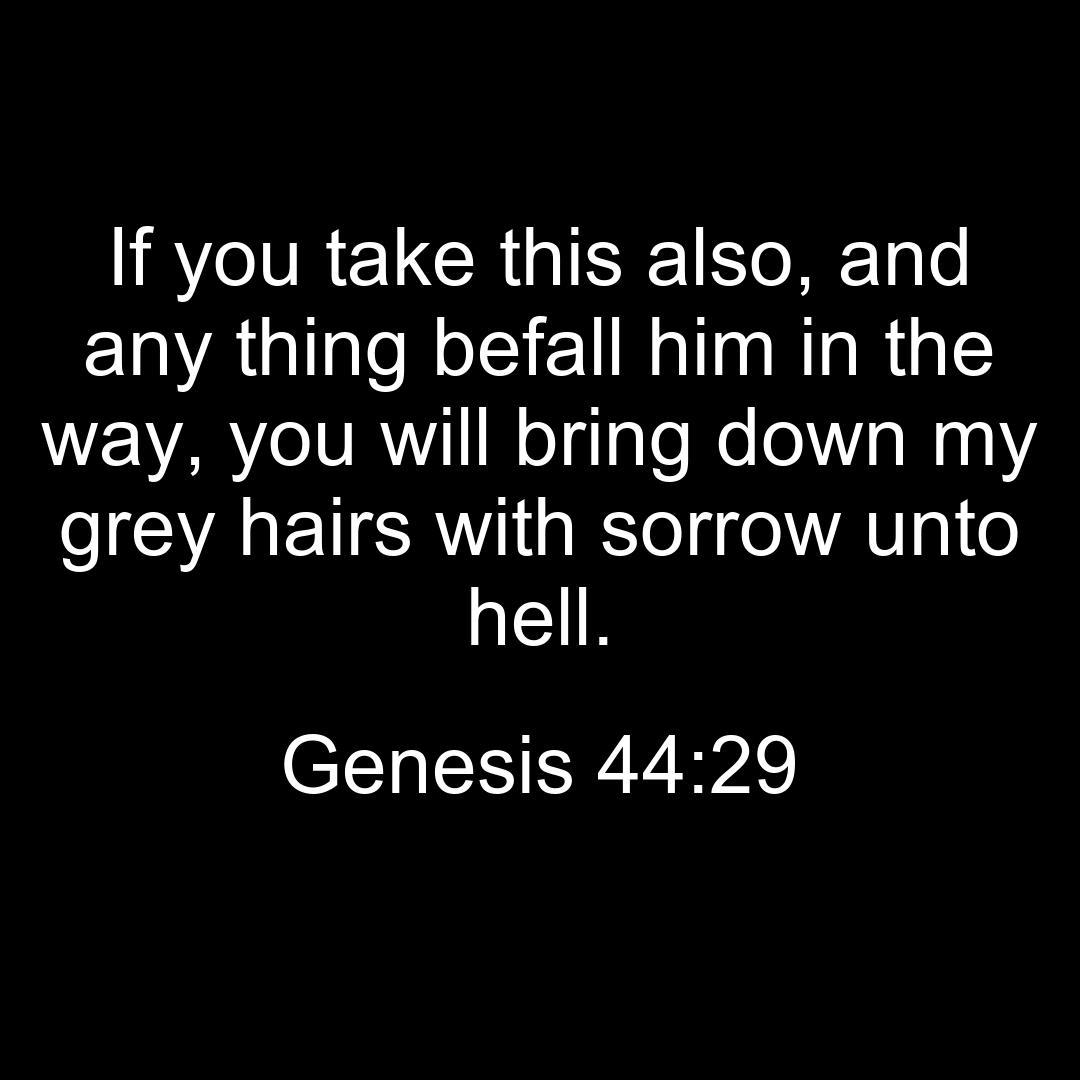 If you take this also, and
any thing befall him in the
way, you will bring down my
grey hairs with sorrow unto
hell.
Genesis 44:29